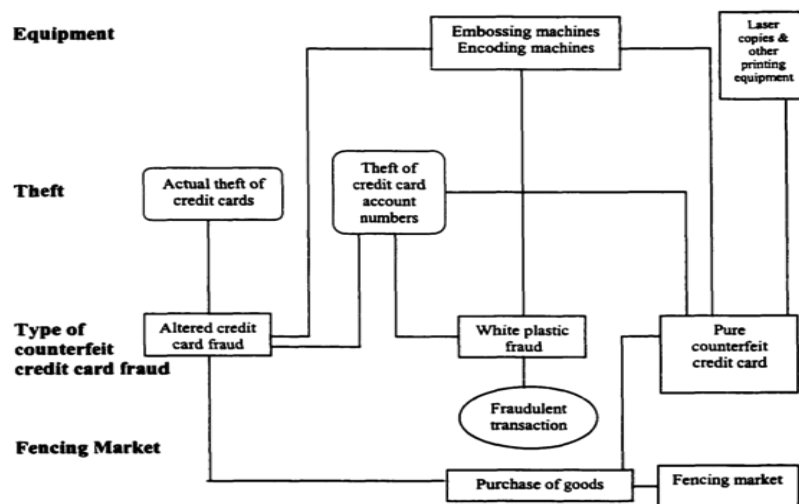 Equipment
Embossing machines
Encoding machines
Laser
copies &
other
printing
equipment
Theft
Actual theft of
credit cards
Theft of
credit card
account
numbers
Type of
counterfeit
credit card fraud
Altered credit
card fraud
White plastic
fraud
Pure
counterfeit
credit card
Fraudulent
transaction
Fencing Market
Purchase of goods
Fencing market